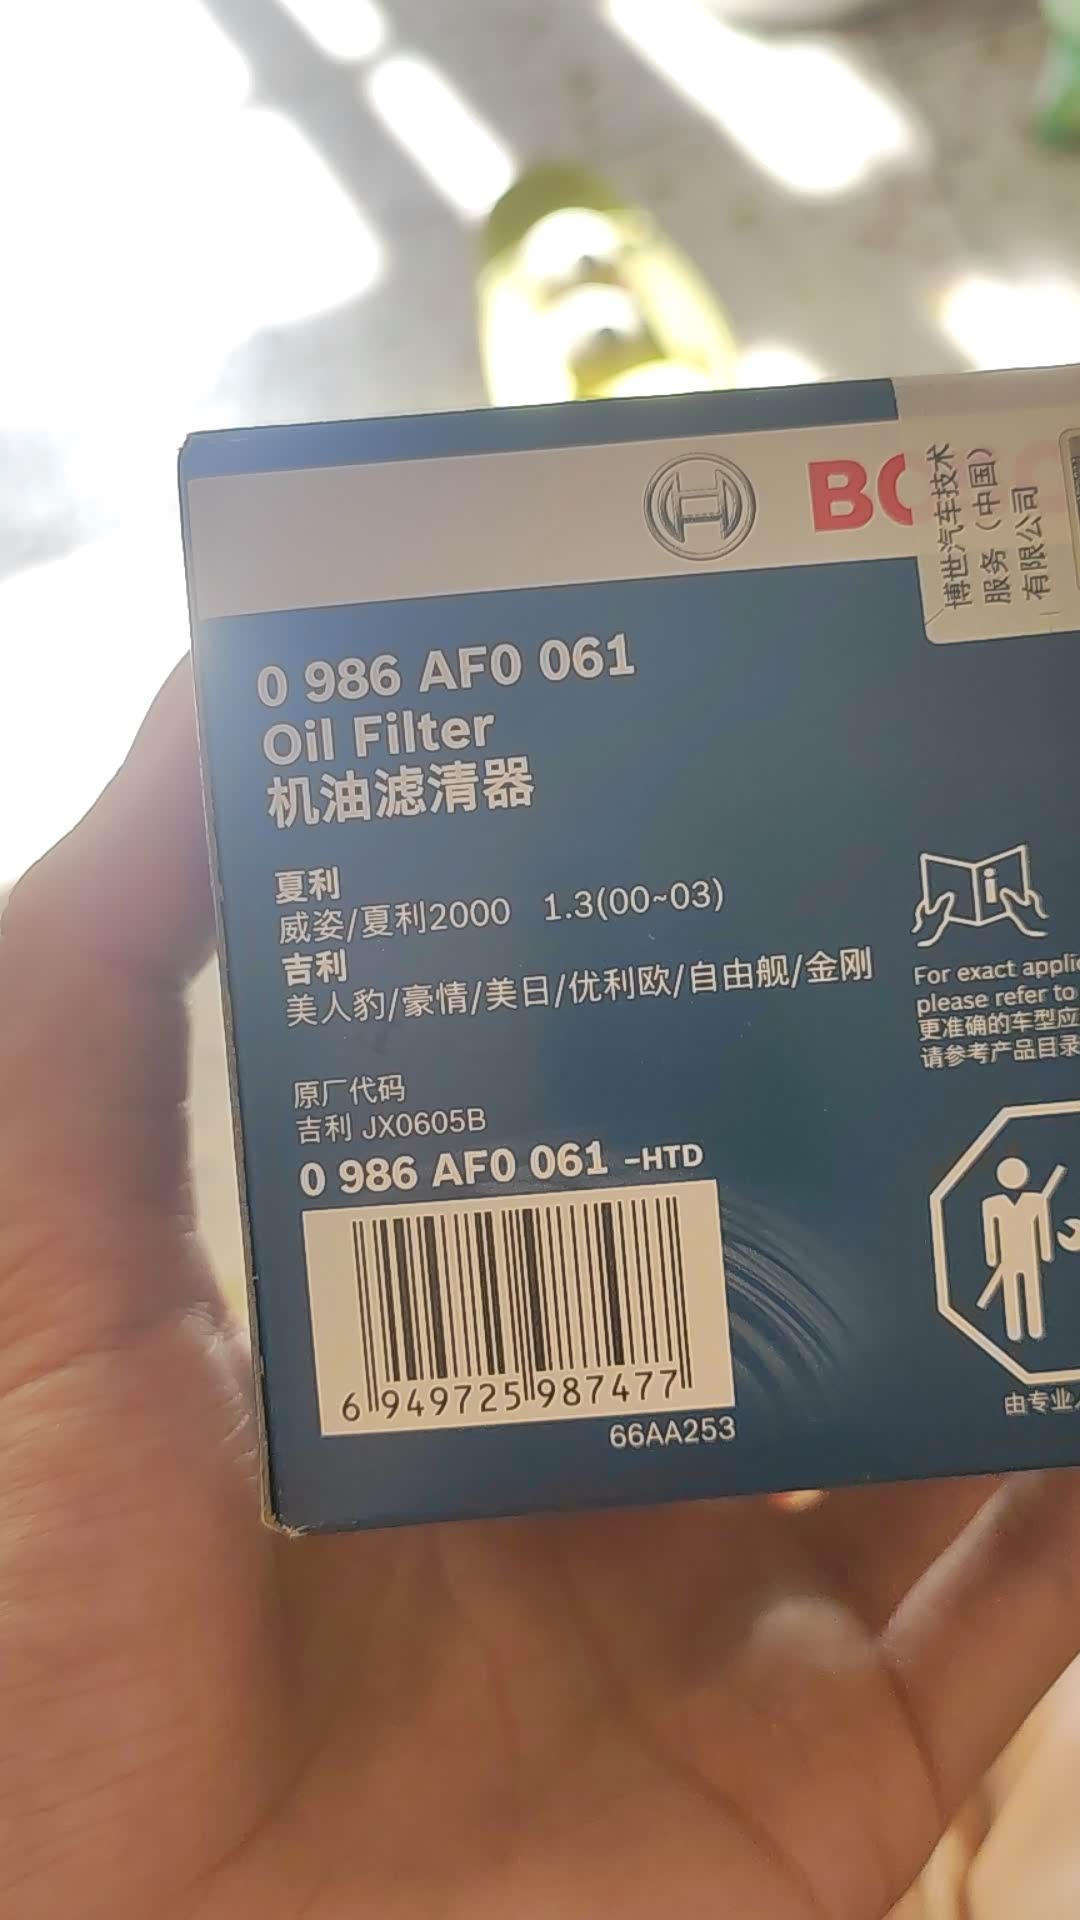 BO
博世汽车技术
服务（中国）
有限公司
0 986 AF0 061
Oil Filter
机油滤清器
夏利
威姿/夏利2000 1.3(00~03)
吉利
美人豹/豪情/美日/优利欧/自由舰/金刚
For exact applic
please refer to
更准确的车型应
请参考产品目录
原厂代码
吉利 JX0605B
0 986 AF0 061 -HTD
6 949725 987477
66AA253
由专业